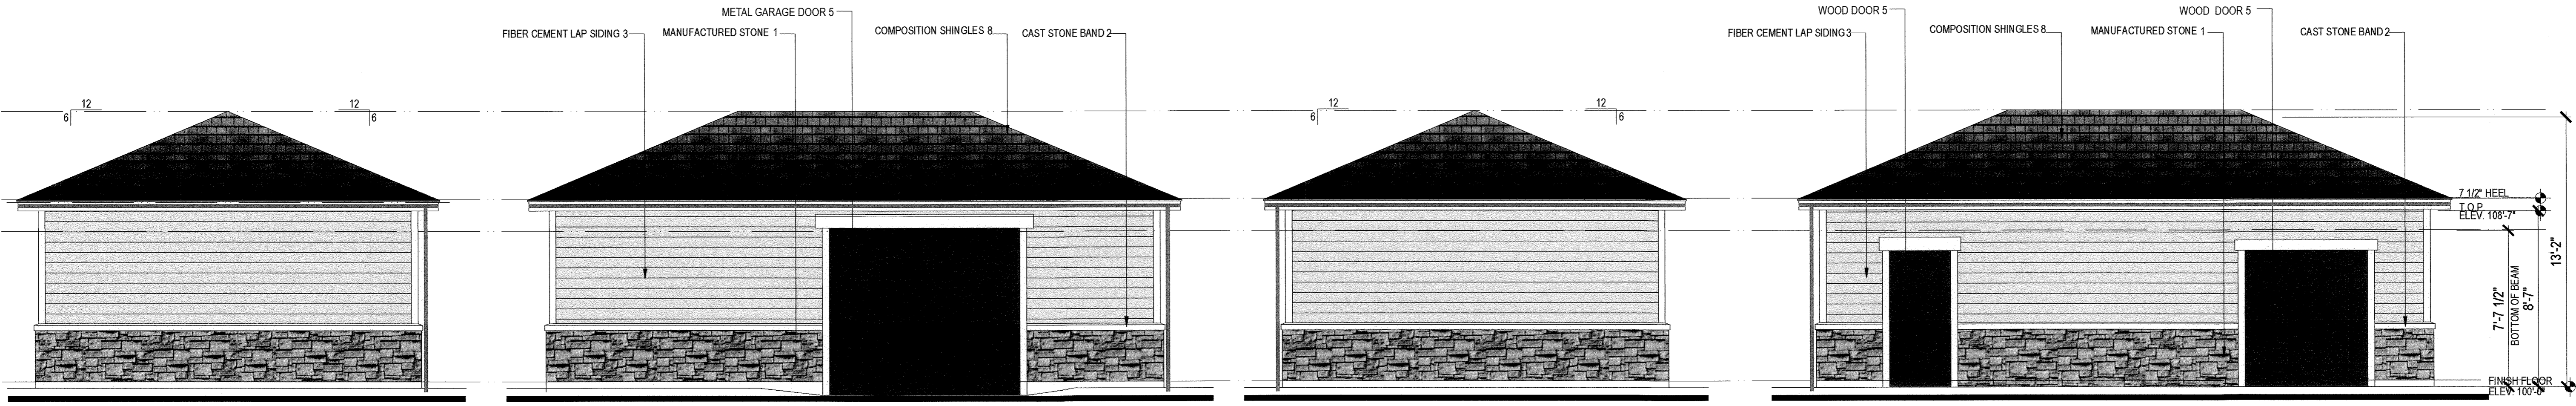 METAL GARAGE DOOR 5
FIBER CEMENT LAP SIDING 3
MANUFACTURED STONE 1
COMPOSITION SHINGLES 8
CAST STONE BAND 2
WOOD DOOR 5
WOOD DOOR 5
FIBER CEMENT LAP SIDING 3
COMPOSITION SHINGLES 8
MANUFACTURED STONE 1
CAST STONE BAND 2
12
6
12
6
12
6
12
6
7 1/2" HEEL
T O P
ELEV. 108'-7"
13'-2"
7'-7 1/2"
BOTTOM OF BEAM
8'-7"
FINISH FLOOR
ELEV. 100'-0"